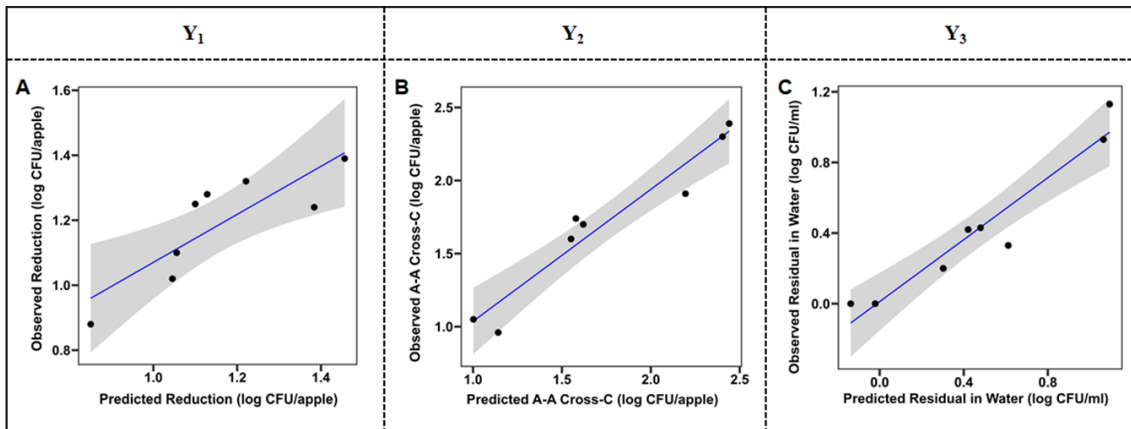 Y1
Y2
Y3
A
Observed Reduction (log CFU/apple)
1.6
1.4
1.2
1.0
0.8
1.0 1.2 1.4
Predicted Reduction (log CFU/apple)
B
Observed A-A Cross-C (log CFU/apple)
2.5
2.0
1.5
1.0
1.0 1.5 2.0 2.5
Predicted A-A Cross-C (log CFU/apple)
C
Observed Residual in Water (log CFU/ml)
1.2
0.8
0.4
0.0
0.0 0.4 0.8
Predicted Residual in Water (log CFU/ml)